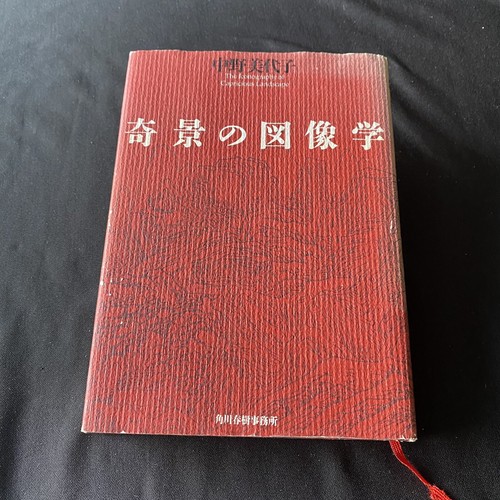 中野美代子
The Iconography of
Capricious Landscape
奇景の図像学
角川春樹事務所